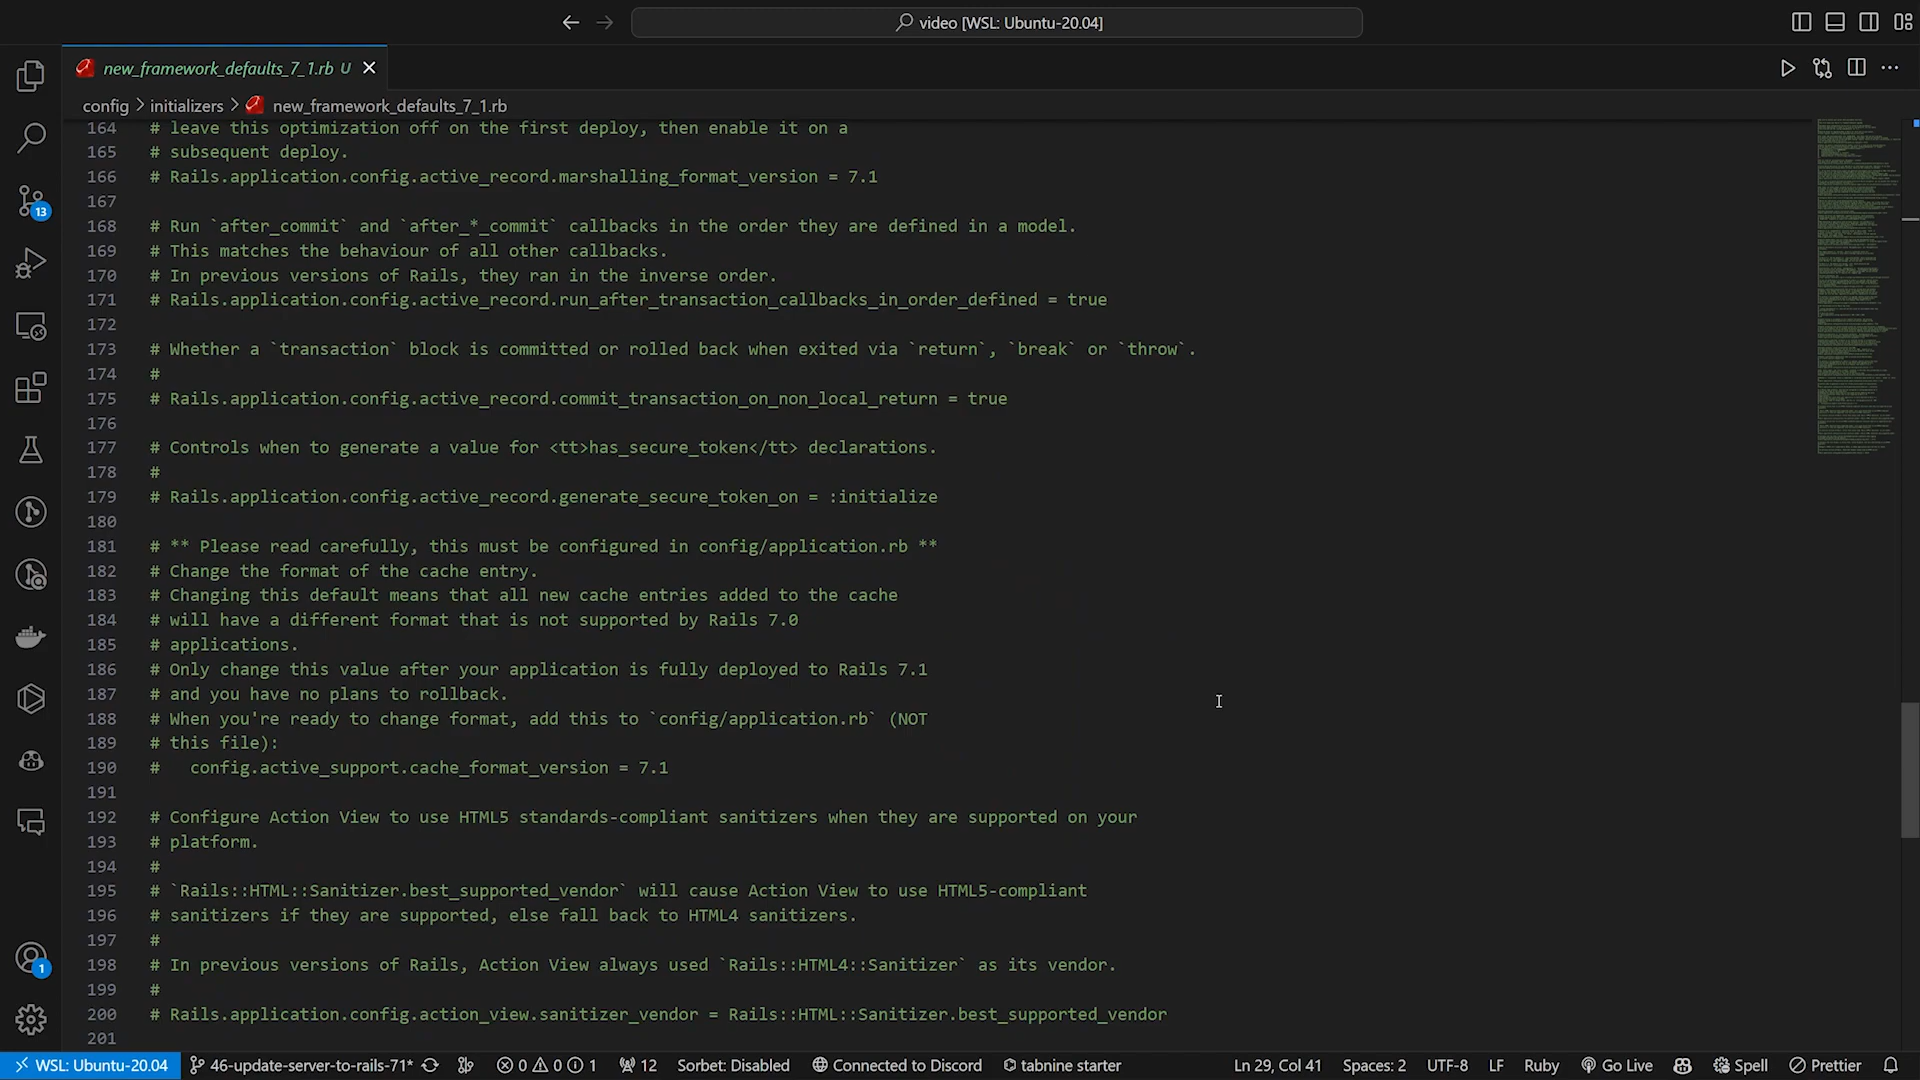 video [WSL: Ubuntu-20.04]
new_framework_defaults_7_1.rb U
config > initializers > new_framework_defaults_7_1.rb
164 # leave this optimization off on the first deploy, then enable it on a
165 # subsequent deploy.
166 # Rails.application.config.active_record.marshalling_format_version = 7.1
167
168 # Run `after_commit` and `after_*_commit` callbacks in the order they are defined in a model.
169 # This matches the behaviour of all other callbacks.
170 # In previous versions of Rails, they ran in the inverse order.
171 # Rails.application.config.active_record.run_after_transaction_callbacks_in_order_defined = true
172
173 # Whether a `transaction` block is committed or rolled back when exited via `return`, `break` or `throw`.
174 #
175 # Rails.application.config.active_record.commit_transaction_on_non_local_return = true
176
177 # Controls when to generate a value for <tt>has_secure_token</tt> declarations.
178 #
179 # Rails.application.config.active_record.generate_secure_token_on = :initialize
180
181 # ** Please read carefully, this must be configured in config/application.rb **
182 # Change the format of the cache entry.
183 # Changing this default means that all new cache entries added to the cache
184 # will have a different format that is not supported by Rails 7.0
185 # applications.
186 # Only change this value after your application is fully deployed to Rails 7.1
187 # and you have no plans to rollback.
188 # When you're ready to change format, add this to `config/application.rb` (NOT
189 # this file):
190 #   config.active_support.cache_format_version = 7.1
191
192 # Configure Action View to use HTML5 standards-compliant sanitizers when they are supported on your
193 # platform.
194 #
195 # `Rails::HTML::Sanitizer.best_supported_vendor` will cause Action View to use HTML5-compliant
196 # sanitizers if they are supported, else fall back to HTML4 sanitizers.
197 #
198 # In previous versions of Rails, Action View always used `Rails::HTML4::Sanitizer` as its vendor.
199 #
200 # Rails.application.config.action_view.sanitizer_vendor = Rails::HTML::Sanitizer.best_supported_vendor
201
13
1
WSL: Ubuntu-20.04 46-update-server-to-rails-71* 0 0 1 12 Sorbet: Disabled Connected to Discord tabnine starter Ln 29, Col 41 Spaces: 2 UTF-8 LF Ruby Go Live Spell Prettier